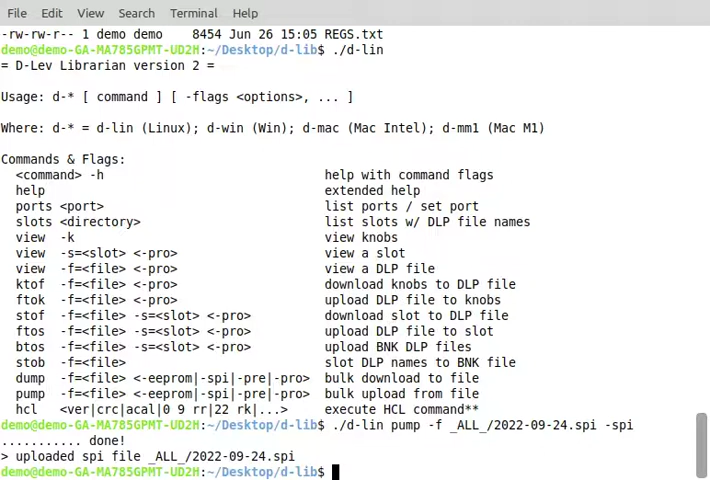 File Edit View Search Terminal Help
-rw-rw-r-- 1 demo demo    8454 Jun 26 15:05 REGS.txt
demo@demo-GA-MA785GPMT-UD2H:~/Desktop/d-lib$ ./d-lin
= D-Lev Librarian version 2 =
Usage: d-* [ command ] [ -flags <options>, ... ]
Where: d-* = d-lin (Linux); d-win (Win); d-mac (Mac Intel); d-mm1 (Mac M1)
Commands & Flags:
  <command> -h                              help with command flags
  help                                      extended help
  ports <port>                              list ports / set port
  slots <directory>                         list slots w/ DLP file names
  view  -k                                  view knobs
  view  -s=<slot> <-pro>                    view a slot
  view  -f=<file> <-pro>                    view a DLP file
  ktof  -f=<file> <-pro>                    download knobs to DLP file
  ftok  -f=<file> <-pro>                    upload DLP file to knobs
  stof  -f=<file> -s=<slot> <-pro>          download slot to DLP file
  ftos  -f=<file> -s=<slot> <-pro>          upload DLP file to slot
  btos  -f=<file> -s=<slot> <-pro>          upload BNK DLP files
  stob  -f=<file>                           slot DLP names to BNK file
  dump  -f=<file> <-eeprom|-spi|-pre|-pro>  bulk download to file
  pump  -f=<file> <-eeprom|-spi|-pre|-pro>  bulk upload from file
  hcl   <ver|crc|acal|0 9 rr|22 rk|...>     execute HCL command**
demo@demo-GA-MA785GPMT-UD2H:~/Desktop/d-lib$ ./d-lin pump -f _ALL_/2022-09-24.spi -spi
........... done!
> uploaded spi file _ALL_/2022-09-24.spi
demo@demo-GA-MA785GPMT-UD2H:~/Desktop/d-lib$